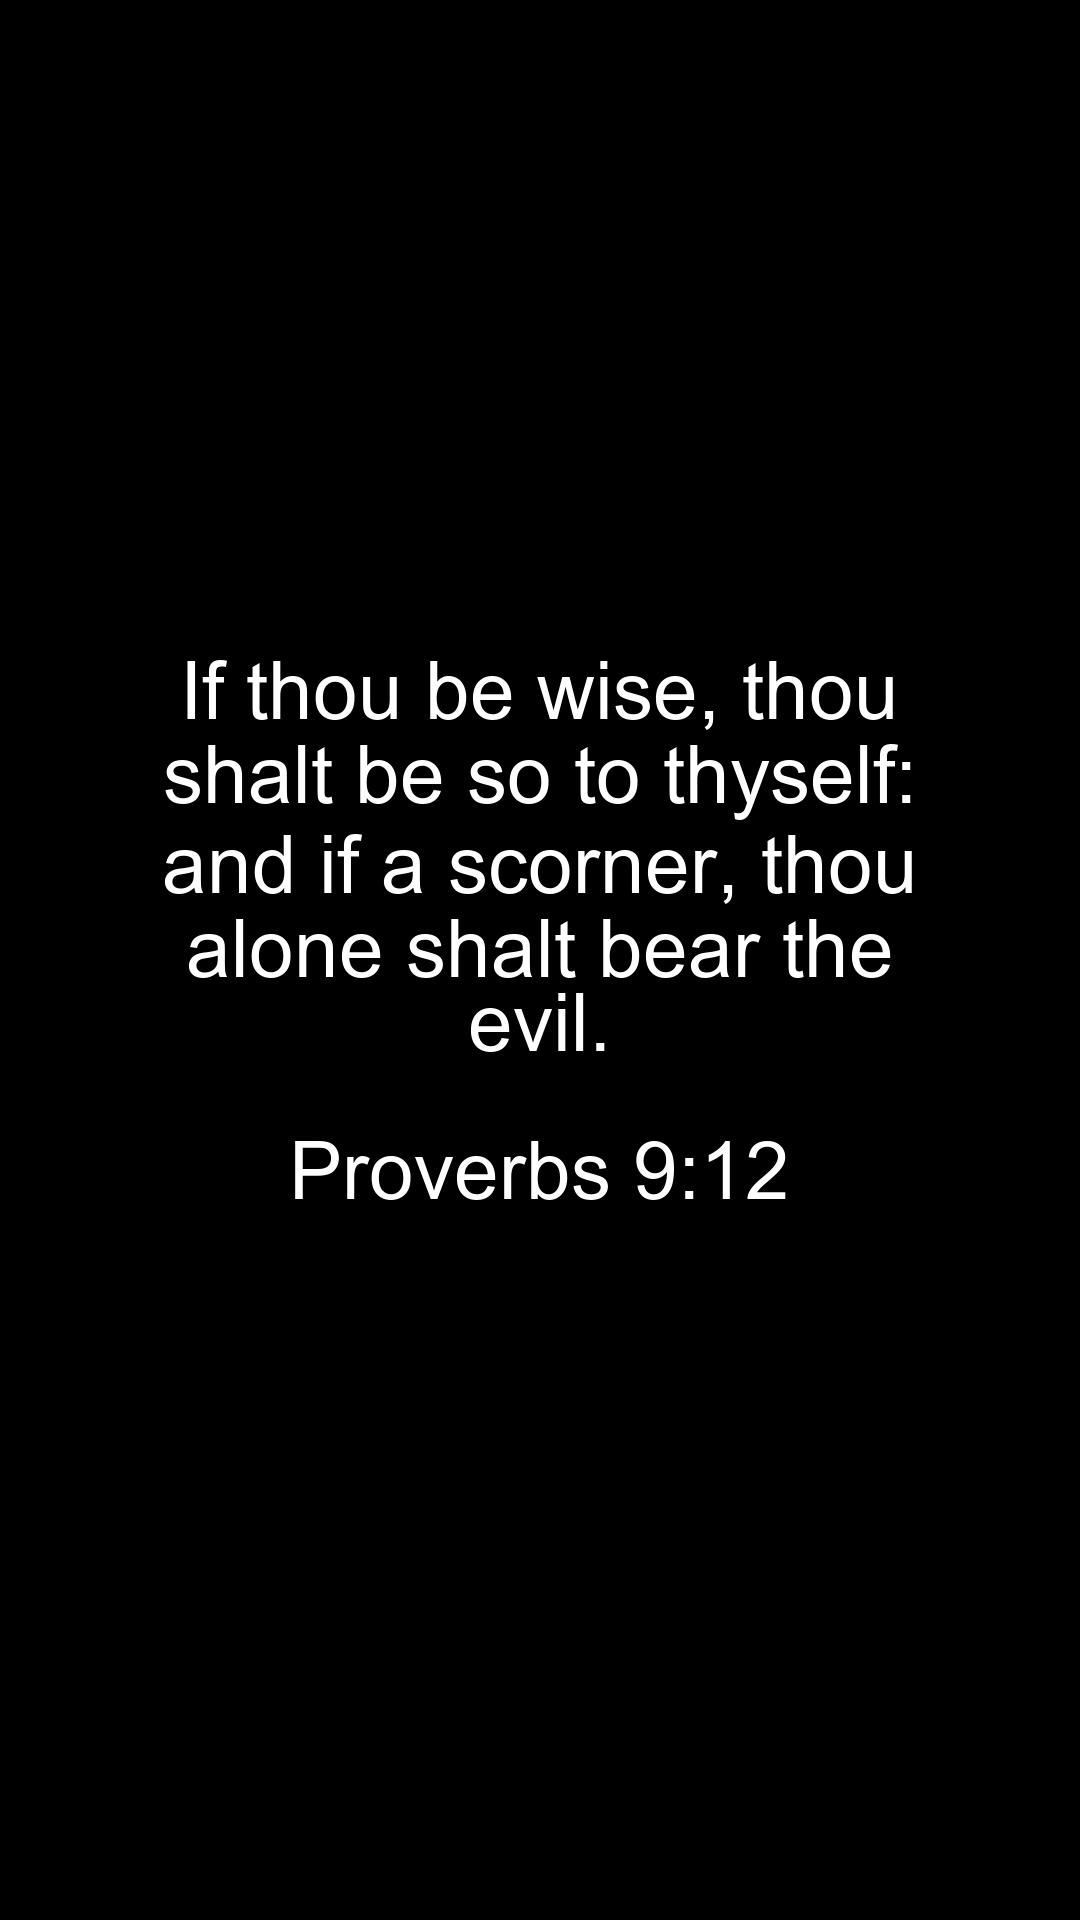 If thou be wise, thou
shalt be so to thyself:
and if a scorner, thou
alone shalt bear the
evil.
Proverbs 9:12